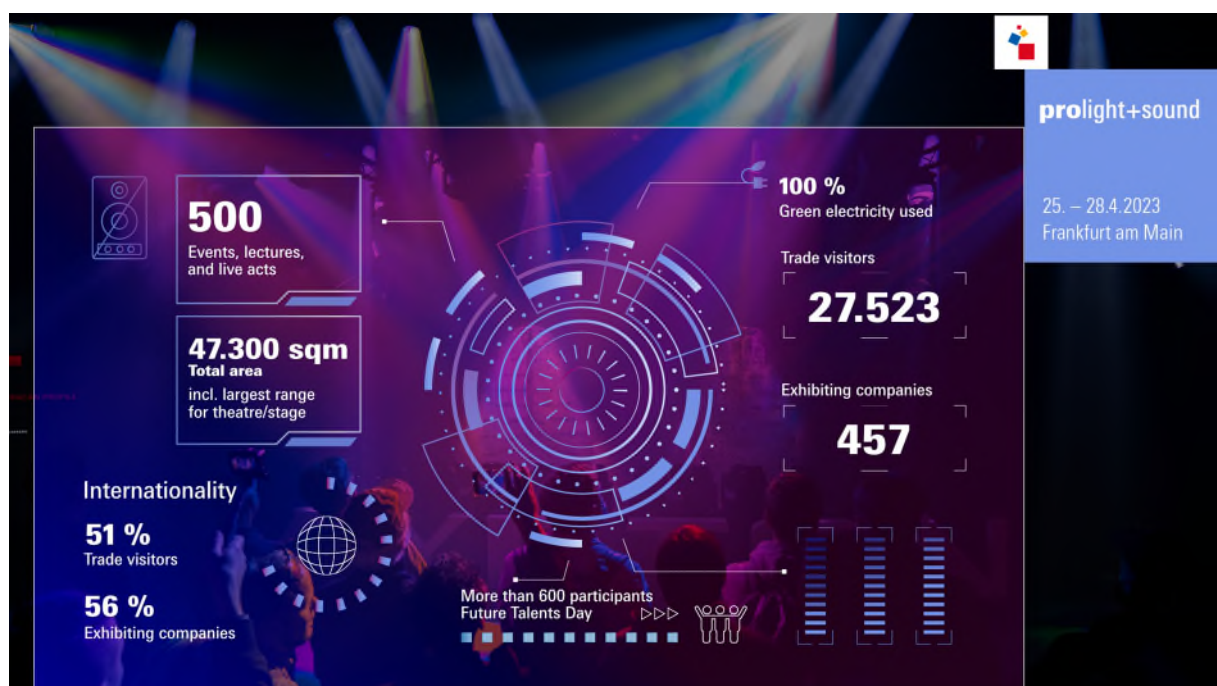 prolight+sound
25. – 28.4.2023
Frankfurt am Main
500
Events, lectures,
and live acts
47.300 sqm
Total area
incl. largest range
for theatre/stage
Internationality
51 %
Trade visitors
56 %
Exhibiting companies
More than 600 participants
Future Talents Day
100 %
Green electricity used
Trade visitors
27.523
Exhibiting companies
457